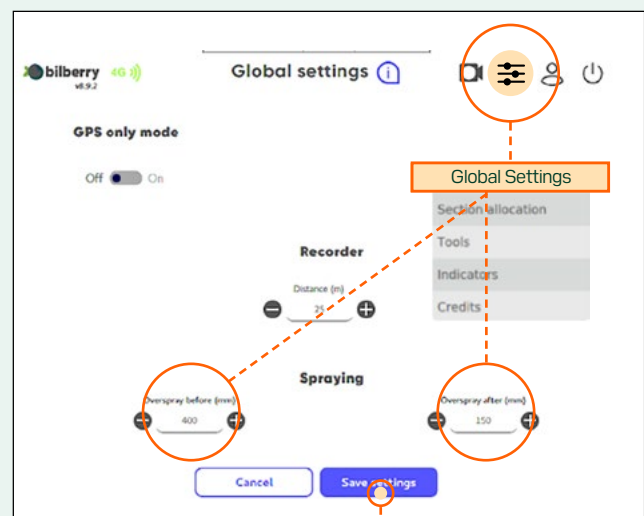 bilberry 4G
v8.9.2
Global settings i
GPS only mode
Off On
Global Settings
Section allocation
Tools
Indicators
Credits
Recorder
Distance (m)
25
Spraying
Overspray before (mm)
400
Overspray after (mm)
150
Cancel
Save settings